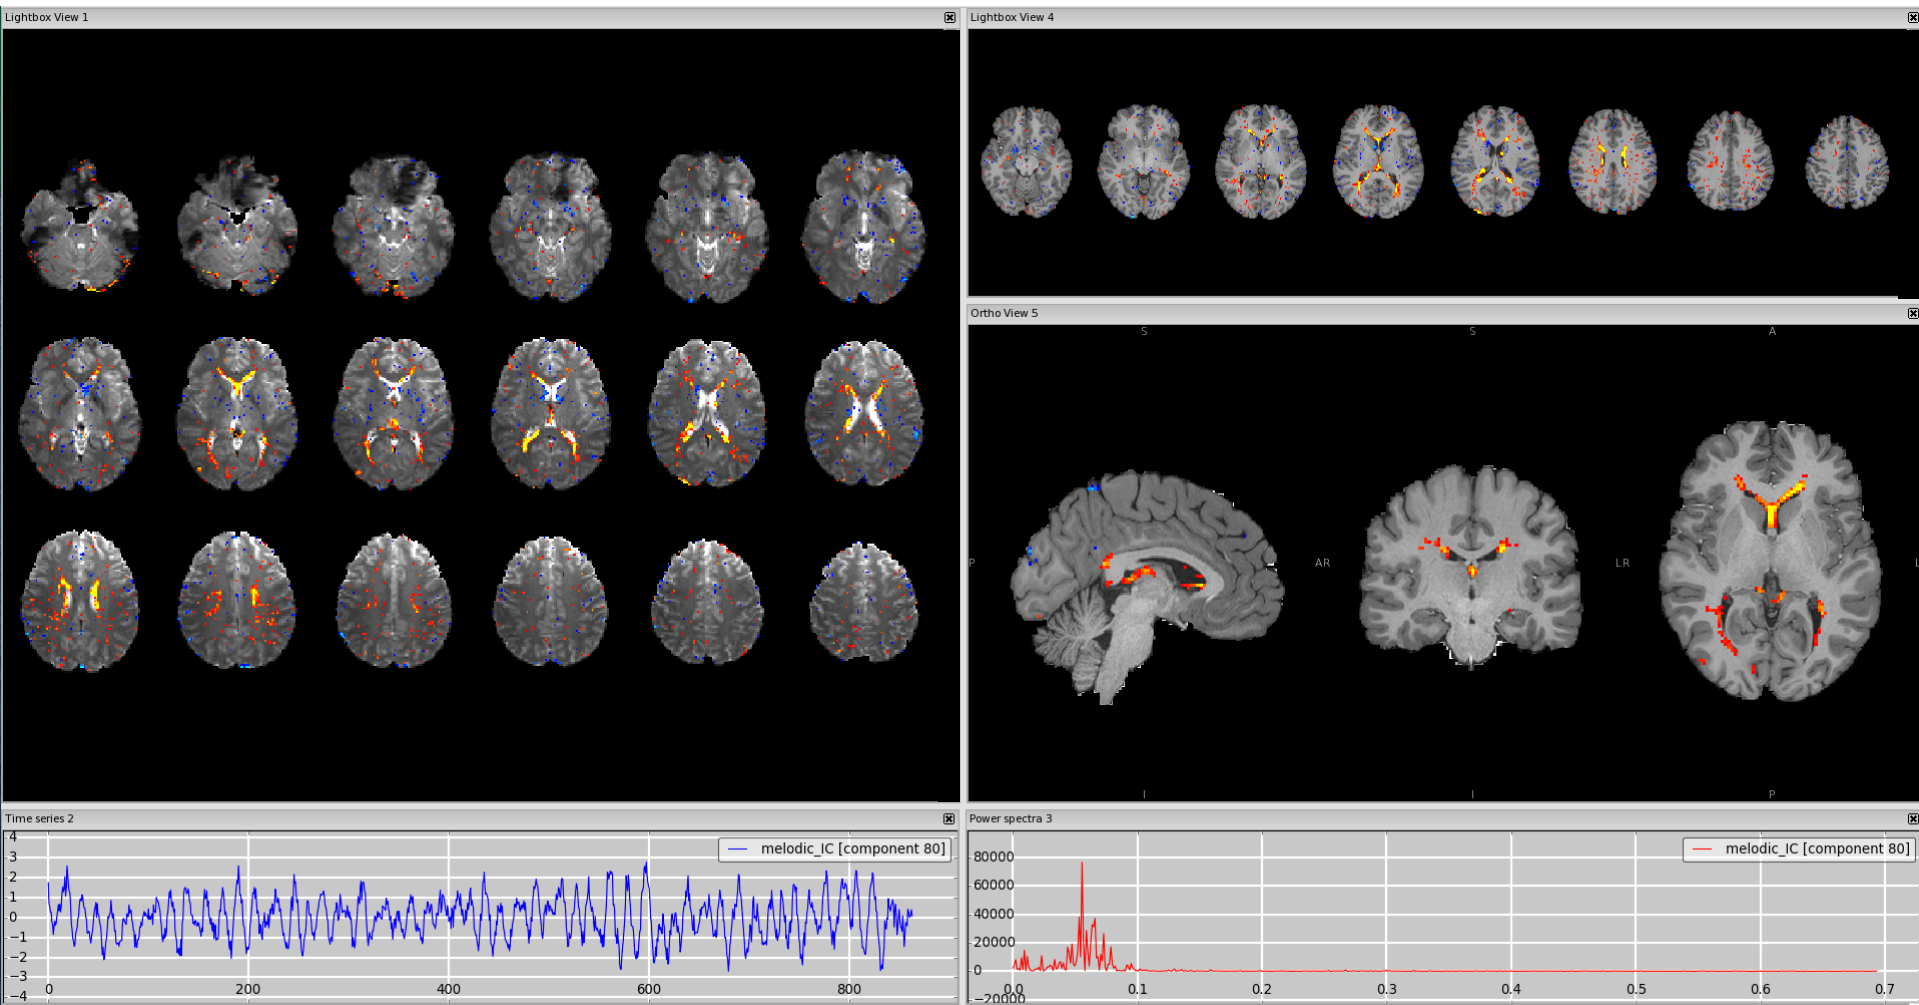 Lightbox View 1
Lightbox View 4
Ortho View 5
S S A
P AR LR L
I I P
Time series 2
melodic_IC [component 80]
4
3
2
1
0
−1
−2
−3
−4
0 200 400 600 800
Power spectra 3
melodic_IC [component 80]
80000
60000
40000
20000
0
−20000
0.0 0.1 0.2 0.3 0.4 0.5 0.6 0.7